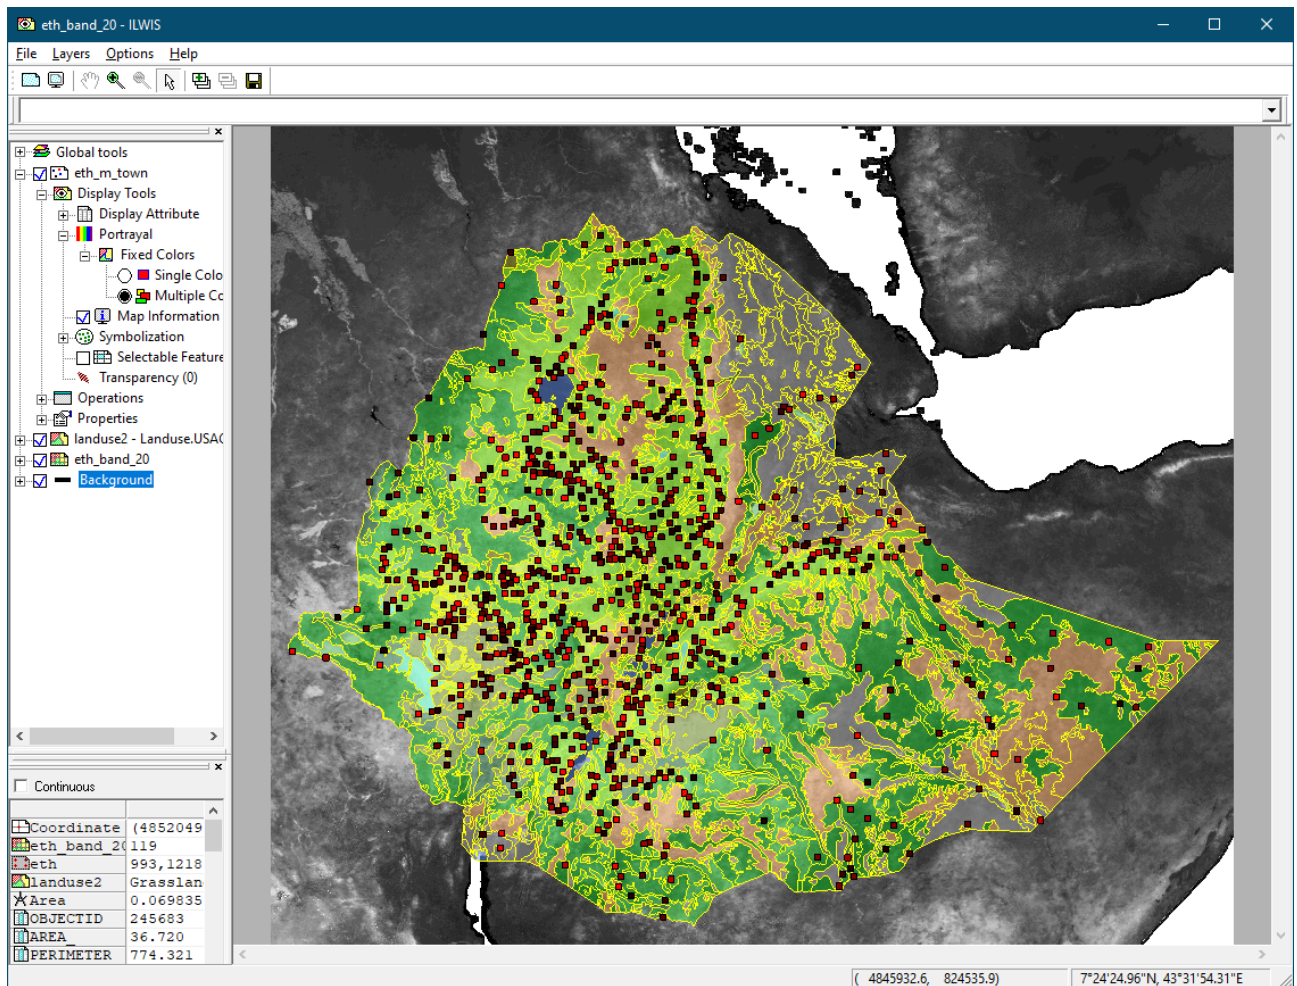 eth_band_20 - ILWIS
File Layers Options Help
Global tools
eth_m_town
Display Tools
Display Attribute
Portrayal
Fixed Colors
Single Colo
Multiple Cc
Map Information
Symbolization
Selectable Feature
Transparency (0)
Operations
Properties
landuse2 - Landuse.USAC
eth_band_20
Background
Continuous
Coordinate (4852049
eth_band_20 119
eth 993,1218
landuse2 Grasslan
Area 0.069835
OBJECTID 245683
AREA_ 36.720
PERIMETER 774.321
( 4845932.6, 824535.9) 7°24'24.96"N, 43°31'54.31"E